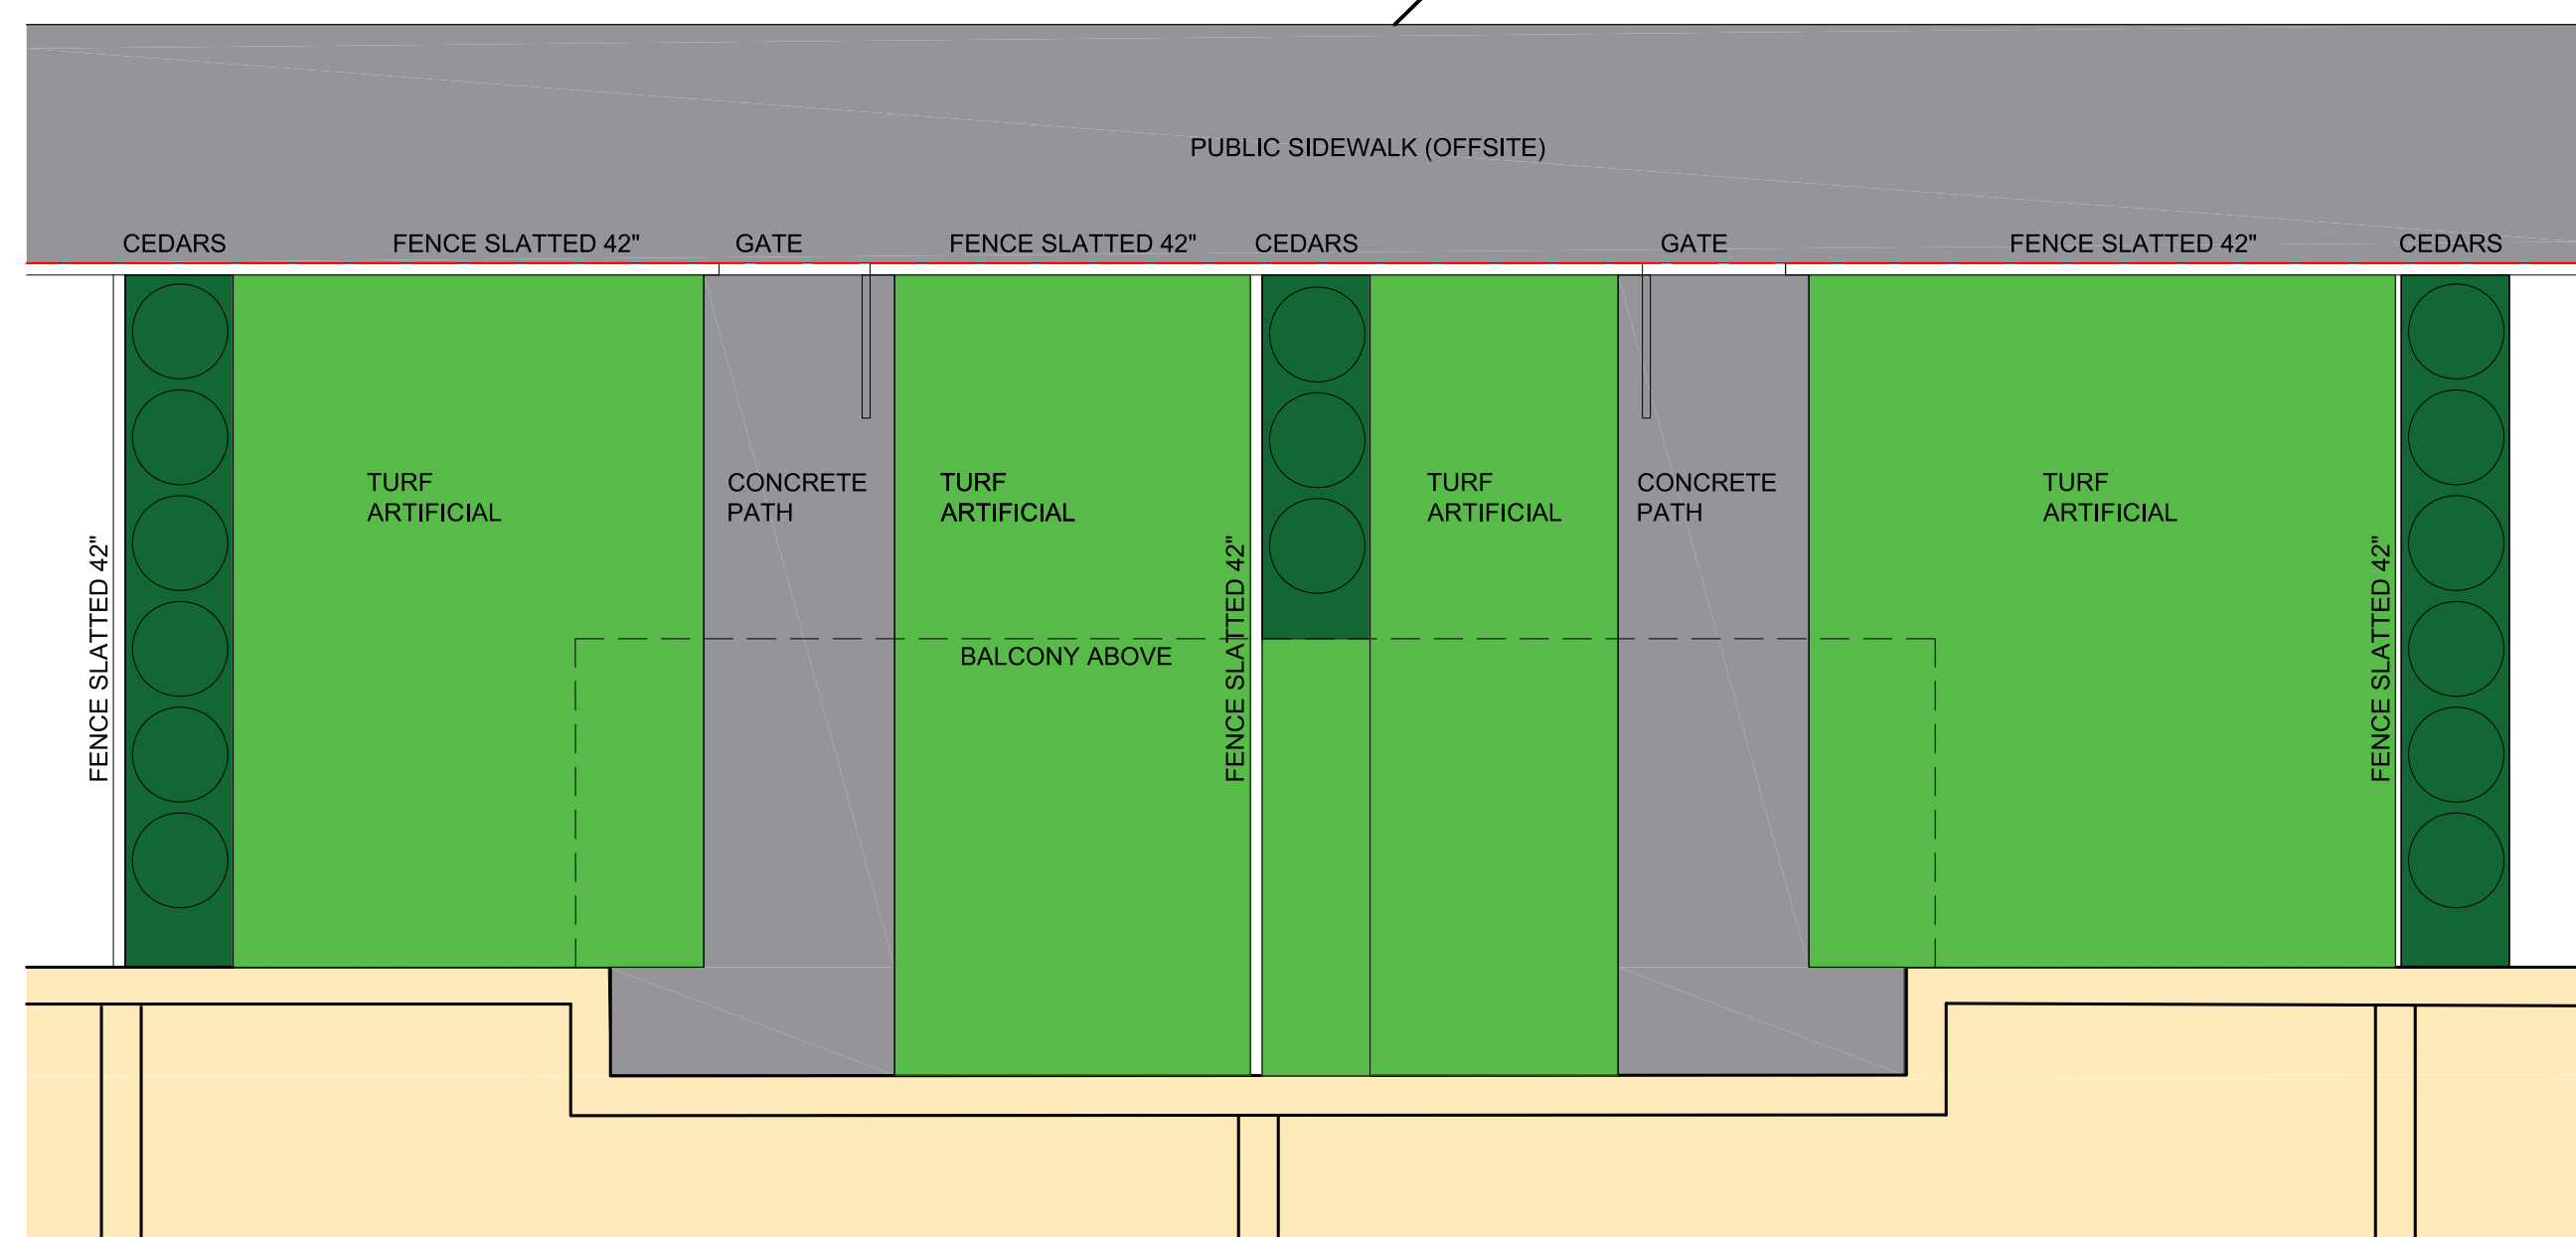 PUBLIC SIDEWALK (OFFSITE)
CEDARS
FENCE SLATTED 42"
GATE
FENCE SLATTED 42"
CEDARS
GATE
FENCE SLATTED 42"
CEDARS
TURF
ARTIFICIAL
CONCRETE
PATH
TURF
ARTIFICIAL
TURF
ARTIFICIAL
CONCRETE
PATH
TURF
ARTIFICIAL
FENCE SLATTED 42"
FENCE SLATTED 42"
FENCE SLATTED 42"
BALCONY ABOVE